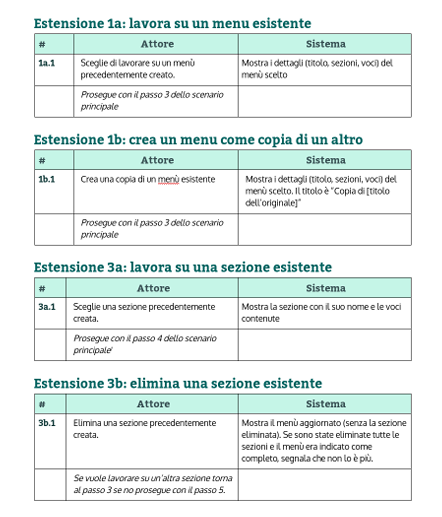 Estensione 1a: lavora su un menu esistente
# Attore Sistema
1a.1 Sceglie di lavorare su un menù Mostra i dettagli (titolo, sezioni, voci) del
precedentemente creato. menù scelto
Prosegue con il passo 3 dello scenario
principale
Estensione 1b: crea un menu come copia di un altro
# Attore Sistema
1b.1 Crea una copia di un menù esistente Mostra i dettagli (titolo, sezioni, voci) del
menù scelto. Il titolo è “Copia di [titolo
dell’originale]”
Prosegue con il passo 3 dello scenario
principale
Estensione 3a: lavora su una sezione esistente
# Attore Sistema
3a.1 Sceglie una sezione precedentemente Mostra la sezione con il suo nome e le voci
creata. contenute
Prosegue con il passo 4 dello scenario
principale
Estensione 3b: elimina una sezione esistente
# Attore Sistema
3b.1 Elimina una sezione precedentemente Mostra il menù aggiornato (senza la sezione
creata. eliminata). Se sono state eliminate tutte le
sezioni e il menù era indicato come
completo, segnala che non lo è più.
Se vuole lavorare su un’altra sezione torna
al passo 3 se no prosegue con il passo 5.